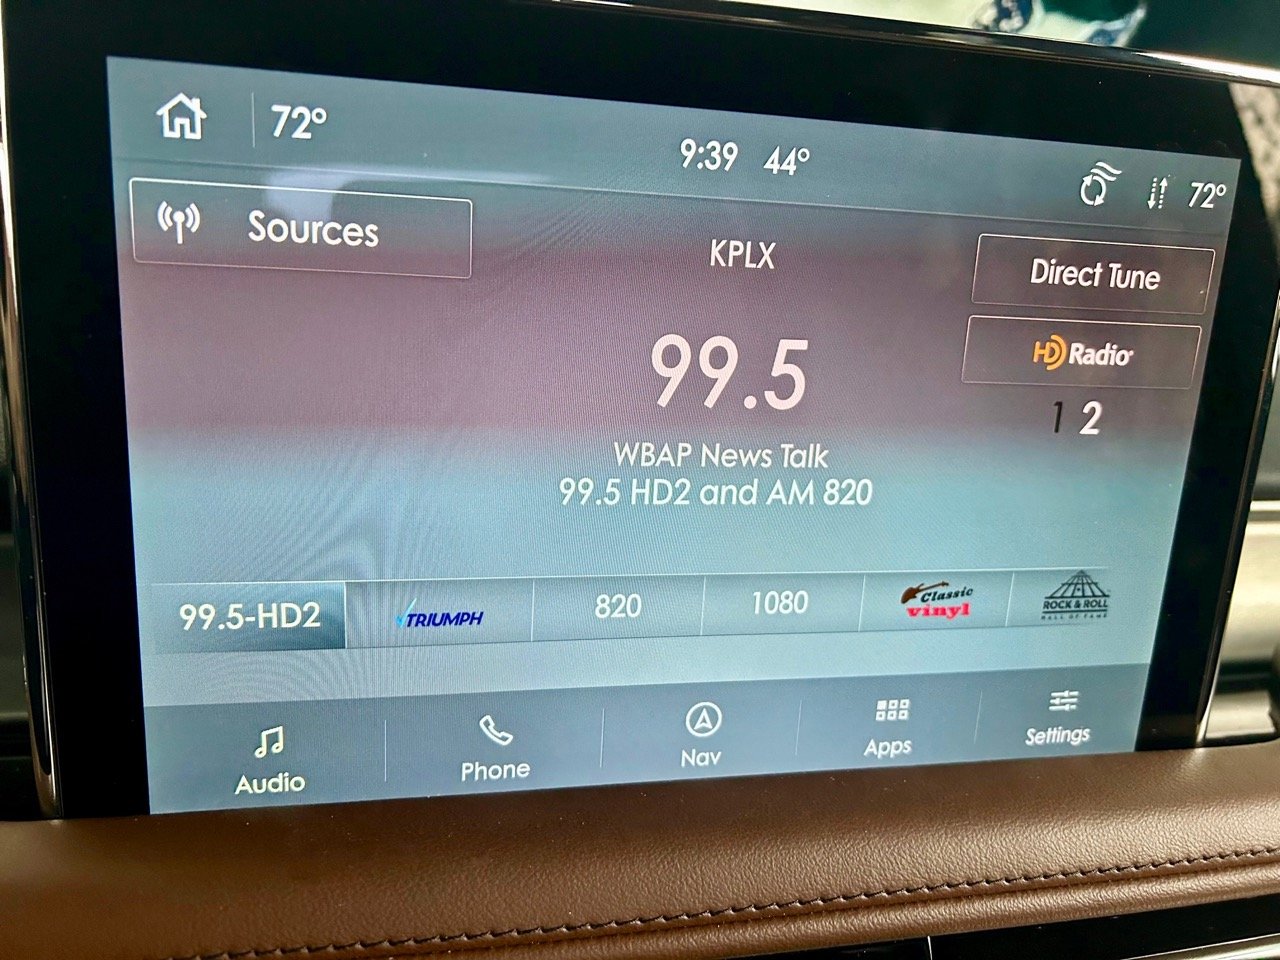 72°
9:39 44°
72°
Sources
KPLX
Direct Tune
99.5
HD Radio
1 2
WBAP News Talk
99.5 HD2 and AM 820
99.5-HD2
TRIUMPH
820
1080
Classic
vinyl
ROCK & ROLL
HALL OF FAME
Audio
Phone
Nav
Apps
Settings